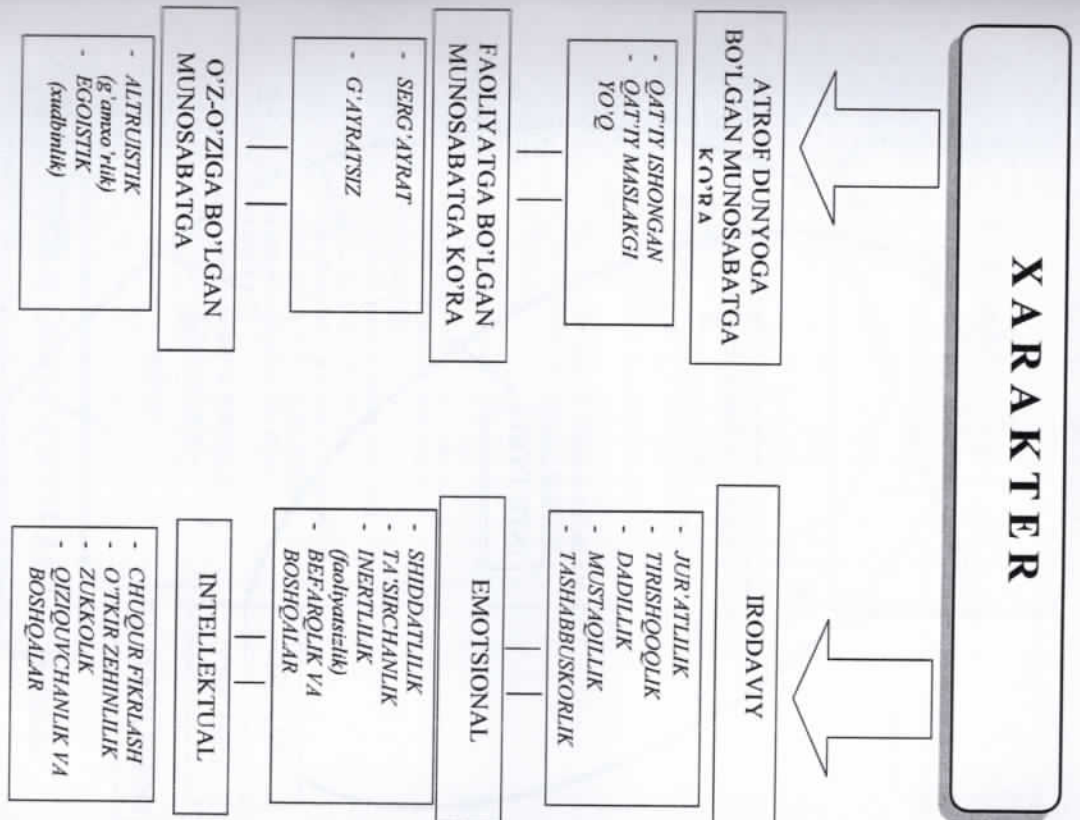 XARAKTER
ATROF DUNYOGA
BO'LGAN MUNOSABATGA
KO'RA
- QAT'IY ISHONGAN
- QAT'IY MASLAKGI
YO'Q
FAOLIYATGA BO'LGAN
MUNOSABATGA KO'RA
- SERG'AYRAT
- G'AYRATSIZ
O'Z-O'ZIGA BO'LGAN
MUNOSABATGA
- ALTRUISTIK
(g'amxo'rlik)
- EGOISTIK
(xudbinlik)
IRODAVIY
- JUR'ATLILIK
- TIRISHQOQLIK
- DADILLIK
- MUSTAQILLIK
- TASHABBUSKORLIK
EMOTSIONAL
- SHIDDATLILIK
- TA'SIRCHANLIK
- INERTLILIK
(faoliyatsizlik)
- BEFARQLIK VA
BOSHQALAR
INTELLEKTUAL
- CHUQUR FIKRLASH
- O'TKIR ZEHINLILIK
- ZUKKOLIK
- QIZIQUVCHANLIK VA
BOSHQALAR